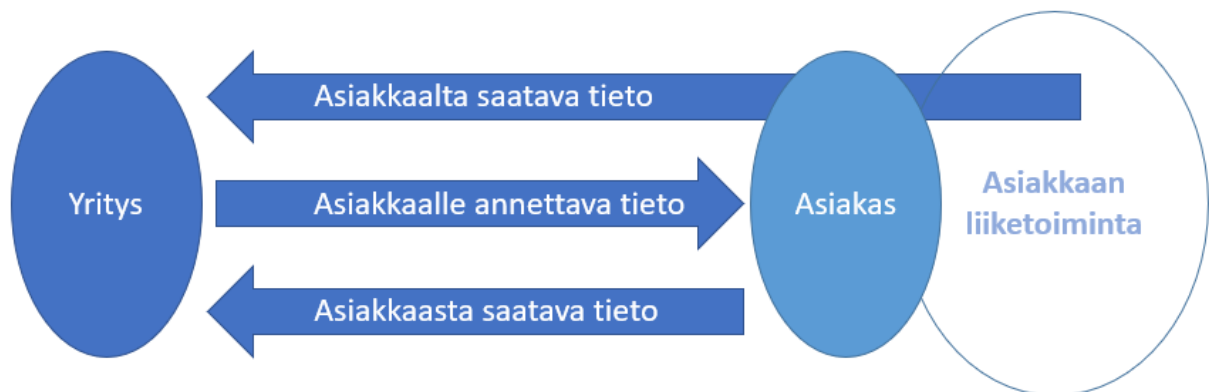 Asiakkaalta saatava tieto
Yritys
Asiakkaalle annettava tieto
Asiakas
Asiakkaan
liiketoiminta
Asiakkaasta saatava tieto